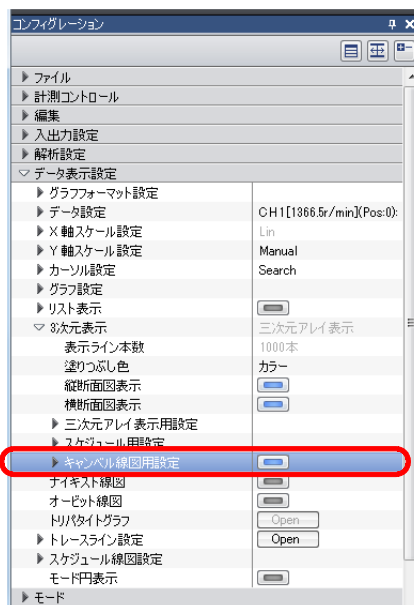 コンフィグレーション
ファイル
計測コントロール
編集
入出力設定
解析設定
データ表示設定
グラフフォーマット設定
データ設定 CH1[1366.5r/min](Pos:0):
X 軸スケール設定 Lin
Y 軸スケール設定 Manual
カーソル設定 Search
グラフ設定
リスト表示
3次元表示 三次元アレイ表示
表示ライン本数 1000本
塗りつぶし色 カラー
縦断面図表示
横断面図表示
三次元アレイ表示用設定
スケジュール用設定
キャンベル線図用設定
ナイキスト線図
オービット線図
トリパタイトグラフ Open
トレースライン設定 Open
スケジュール線図設定
モード円表示
モード